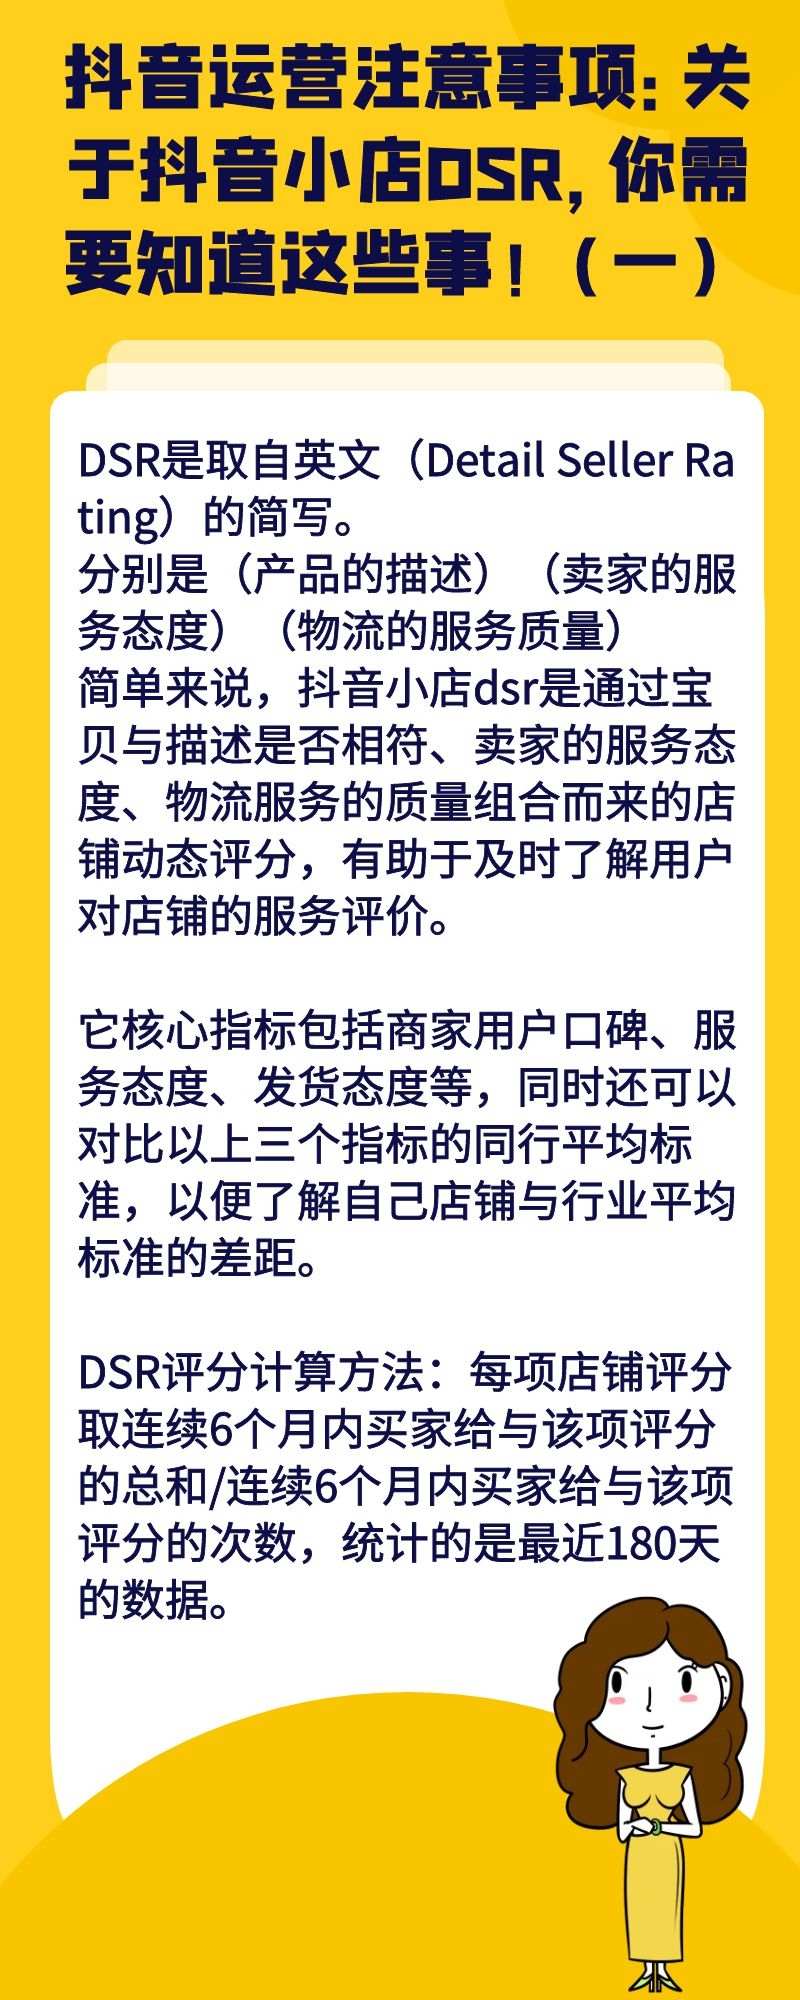 抖音运营注意事项：关
于抖音小店DSR，你需
要知道这些事！（一）
DSR是取自英文（Detail Seller Ra
ting）的简写。
分别是（产品的描述）（卖家的服
务态度）（物流的服务质量）
简单来说，抖音小店dsr是通过宝
贝与描述是否相符、卖家的服务态
度、物流服务的质量组合而来的店
铺动态评分，有助于及时了解用户
对店铺的服务评价。
它核心指标包括商家用户口碑、服
务态度、发货态度等，同时还可以
对比以上三个指标的同行平均标
准，以便了解自己店铺与行业平均
标准的差距。
DSR评分计算方法：每项店铺评分
取连续6个月内买家给与该项评分
的总和/连续6个月内买家给与该项
评分的次数，统计的是最近180天
的数据。